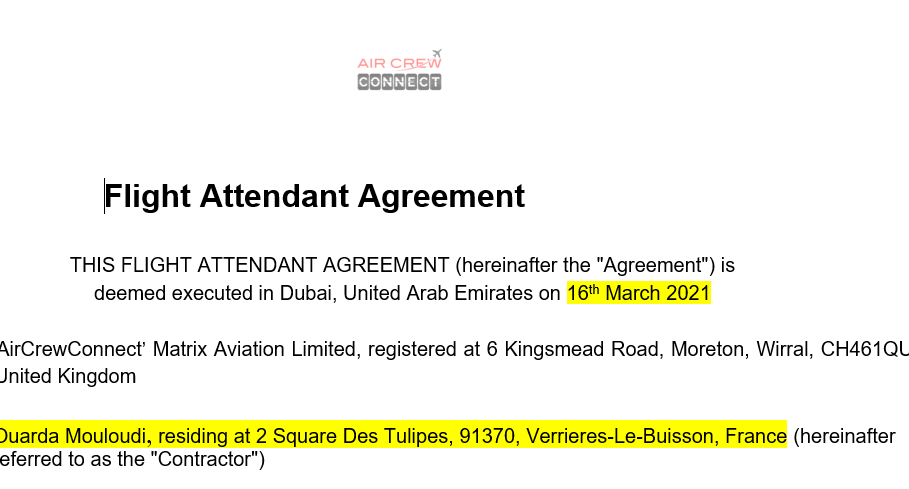 AIR CREW
CONNECT
Flight Attendant Agreement
THIS FLIGHT ATTENDANT AGREEMENT (hereinafter the "Agreement") is
deemed executed in Dubai, United Arab Emirates on 16th March 2021
AirCrewConnect’ Matrix Aviation Limited, registered at 6 Kingsmead Road, Moreton, Wirral, CH461QU
United Kingdom
Ouarda Mouloudi, residing at 2 Square Des Tulipes, 91370, Verrieres-Le-Buisson, France (hereinafter
eferred to as the "Contractor")